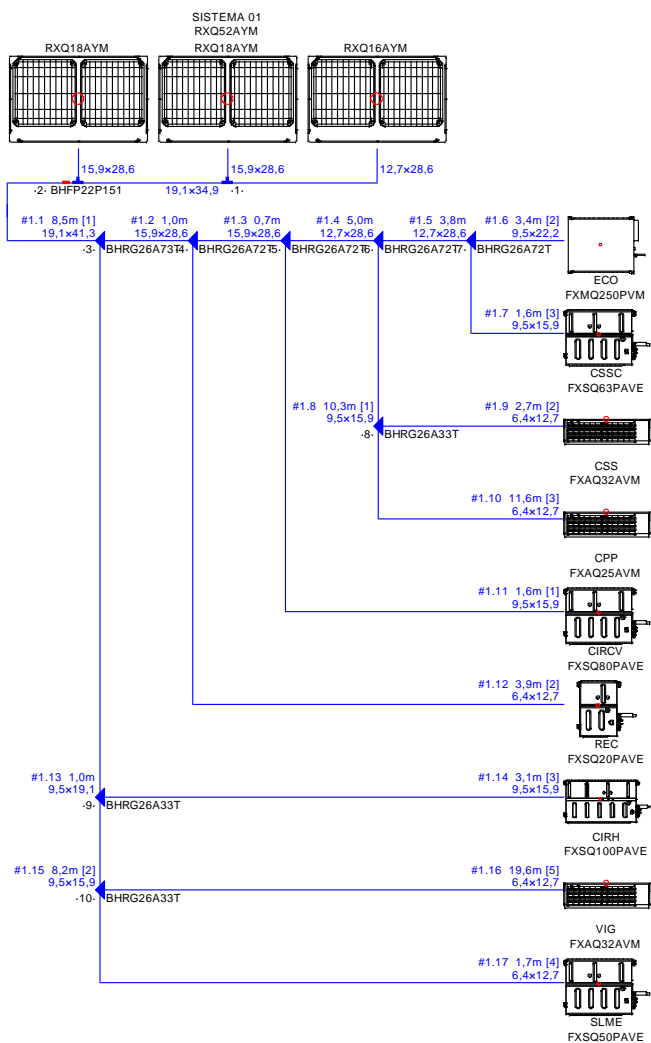 SISTEMA 01
RXQ52AYM
RXQ18AYM
RXQ18AYM
RXQ16AYM
15,9×28,6
15,9×28,6
12,7×28,6
·2· BHFP22P151
19,1×34,9
·1·
#1.1 8,5m [1]
19,1×41,3
#1.2 1,0m
15,9×28,6
#1.3 0,7m
15,9×28,6
#1.4 5,0m
12,7×28,6
#1.5 3,8m
12,7×28,6
#1.6 3,4m [2]
9,5×22,2
·3· BHRG26A73T
·4· BHRG26A72T
·5· BHRG26A72T
·6· BHRG26A72T
·7· BHRG26A72T
ECO
FXMQ250PVM
#1.7 1,6m [3]
9,5×15,9
CSSC
FXSQ63PAVE
#1.8 10,3m [1]
9,5×15,9
·8· BHRG26A33T
#1.9 2,7m [2]
6,4×12,7
CSS
FXAQ32AVM
#1.10 11,6m [3]
6,4×12,7
CPP
FXAQ25AVM
#1.11 1,6m [1]
9,5×15,9
CIRCV
FXSQ80PAVE
#1.12 3,9m [2]
6,4×12,7
REC
FXSQ20PAVE
#1.13 1,0m
9,5×19,1
·9· BHRG26A33T
#1.14 3,1m [3]
9,5×15,9
CIRH
FXSQ100PAVE
#1.15 8,2m [2]
9,5×15,9
·10· BHRG26A33T
#1.16 19,6m [5]
6,4×12,7
VIG
FXAQ32AVM
#1.17 1,7m [4]
6,4×12,7
SLME
FXSQ50PAVE